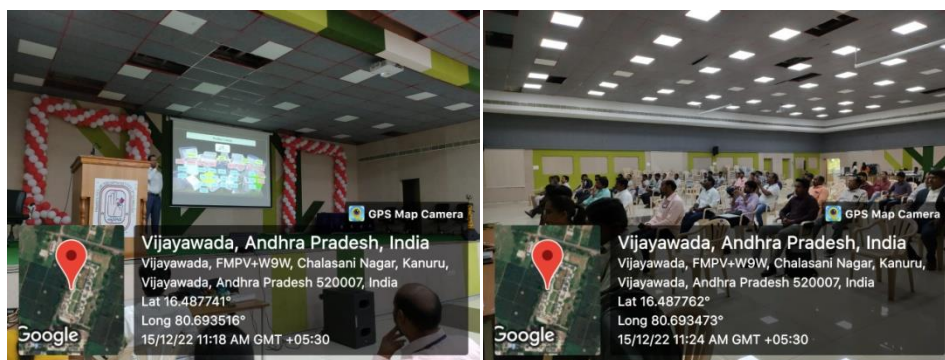 GPS Map Camera
Vijayawada, Andhra Pradesh, India
Vijayawada, FMPV+W9W, Chalasani Nagar, Kanuru,
Vijayawada, Andhra Pradesh 520007, India
Lat 16.487741°
Long 80.693516°
15/12/22 11:18 AM GMT +05:30
Google
GPS Map Camera
Vijayawada, Andhra Pradesh, India
Vijayawada, FMPV+W9W, Chalasani Nagar, Kanuru,
Vijayawada, Andhra Pradesh 520007, India
Lat 16.487762°
Long 80.693473°
15/12/22 11:24 AM GMT +05:30
Google